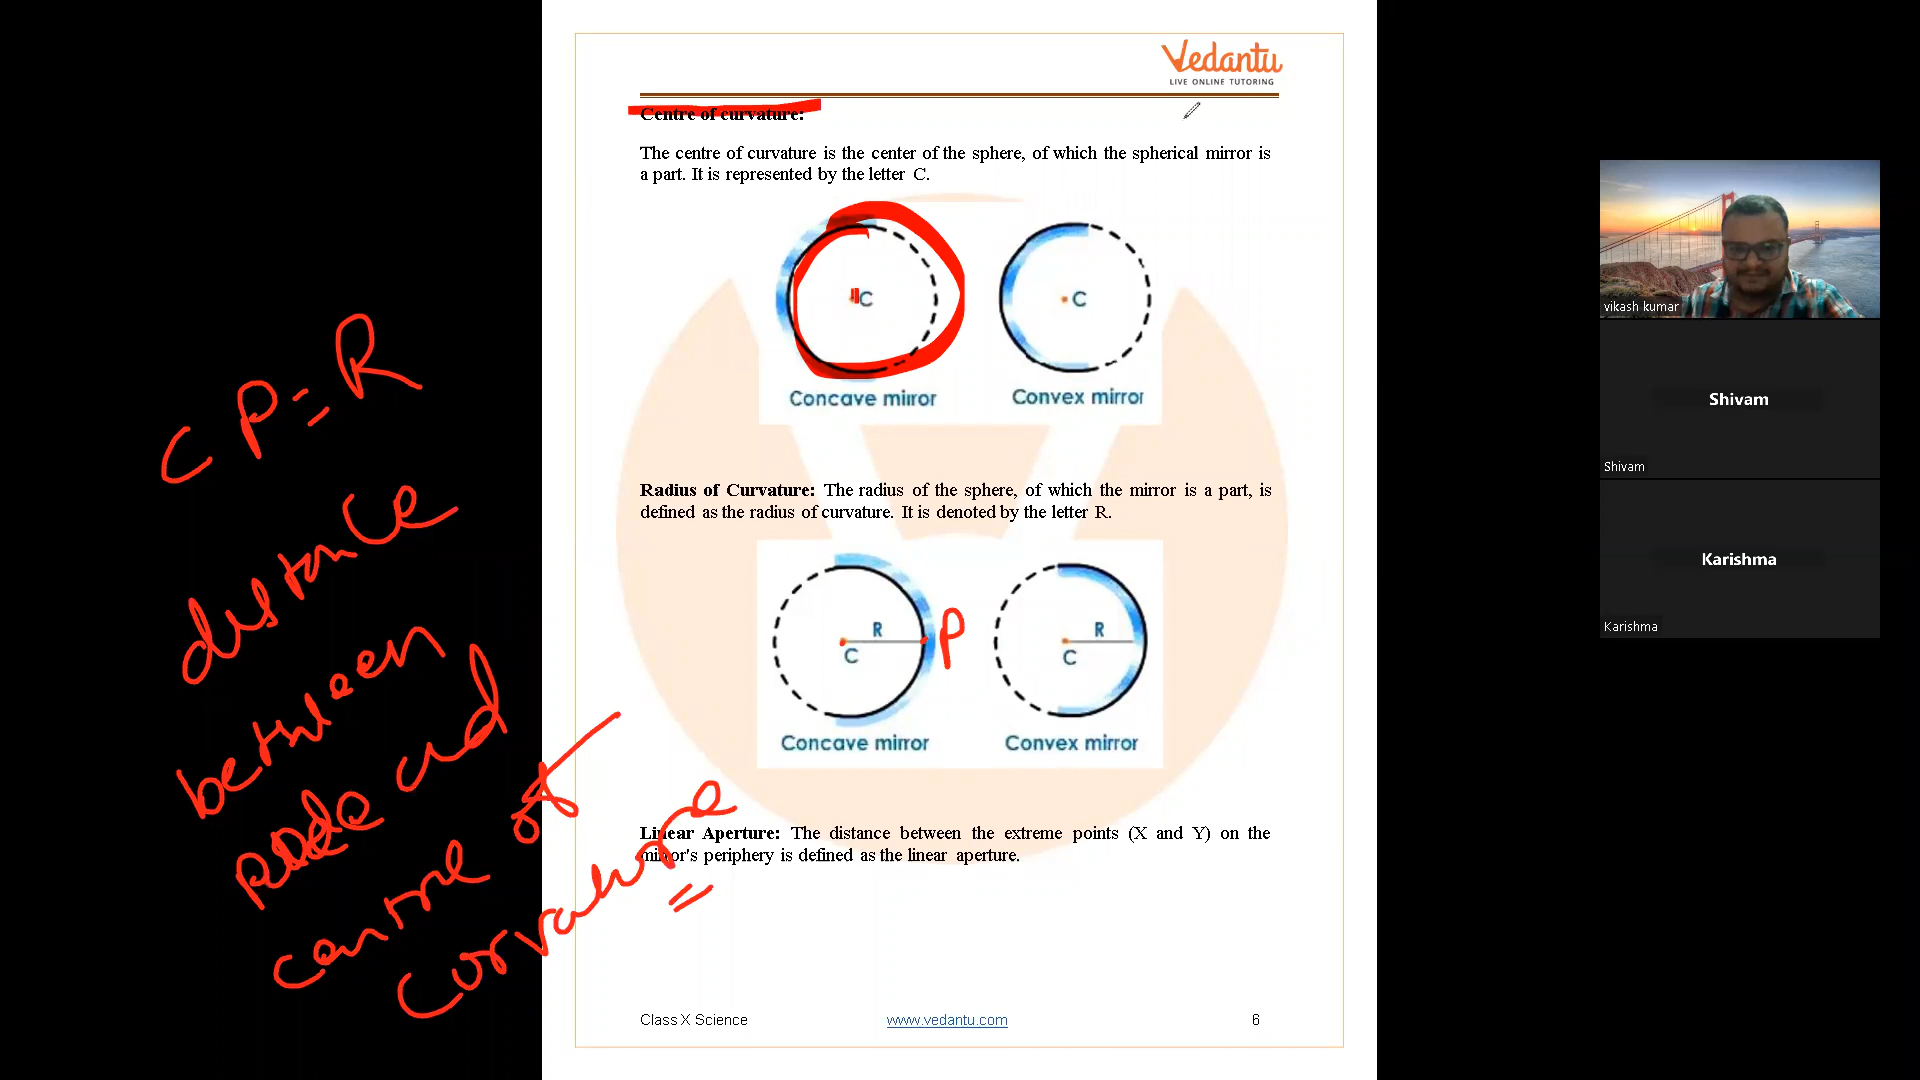 Vedantu
LIVE ONLINE TUTORING
Centre of curvature:
The centre of curvature is the center of the sphere, of which the spherical mirror is
a part. It is represented by the letter C.
C
C
Concave mirror
Convex mirror
Radius of Curvature: The radius of the sphere, of which the mirror is a part, is
defined as the radius of curvature. It is denoted by the letter R.
R
C
P
R
C
Concave mirror
Convex mirror
Linear Aperture: The distance between the extreme points (X and Y) on the
mirror's periphery is defined as the linear aperture.
Class X Science
www.vedantu.com
6
CP=R
distance
between
and
centre of
corvature
vikash kumar
Shivam
Shivam
Karishma
Karishma